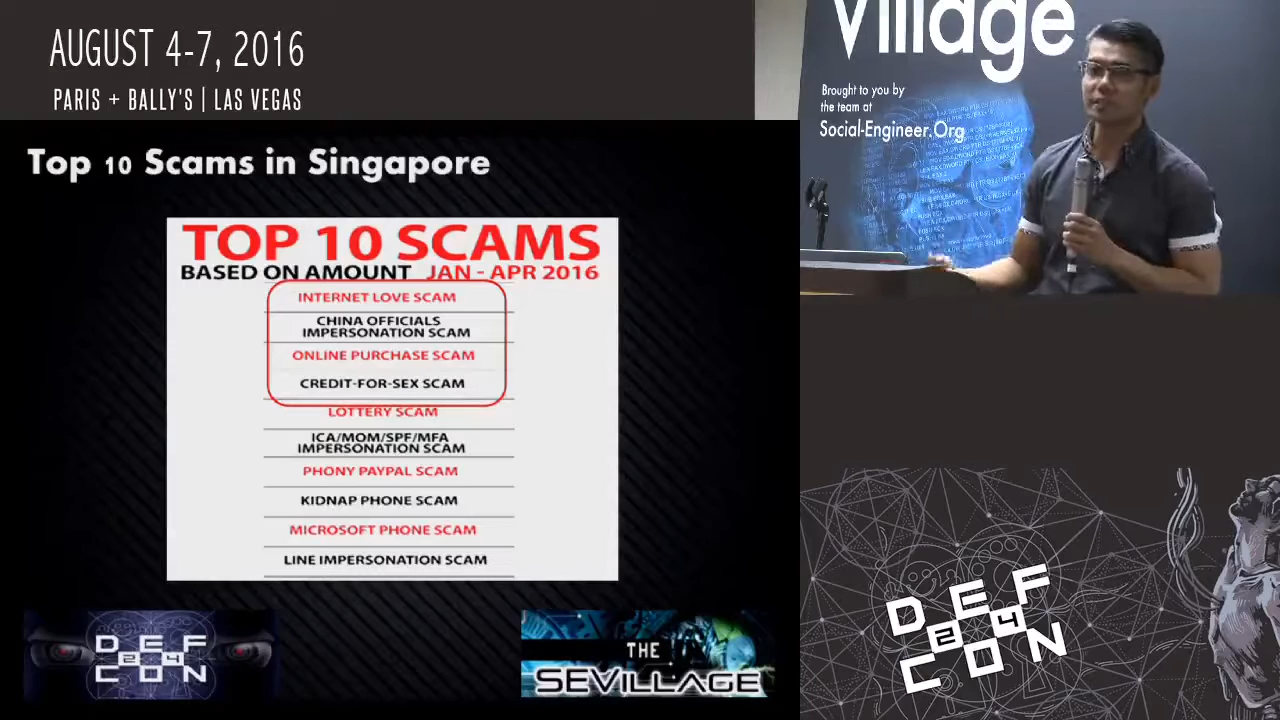 AUGUST 4-7, 2016
PARIS + BALLY'S | LAS VEGAS
Village
Brought to you by
the team at
Social-Engineer.Org
Top 10 Scams in Singapore
TOP 10 SCAMS
BASED ON AMOUNT JAN - APR 2016
INTERNET LOVE SCAM
CHINA OFFICIALS
IMPERSONATION SCAM
ONLINE PURCHASE SCAM
CREDIT-FOR-SEX SCAM
LOTTERY SCAM
ICA/MOM/SPF/MFA
IMPERSONATION SCAM
PHONY PAYPAL SCAM
KIDNAP PHONE SCAM
MICROSOFT PHONE SCAM
LINE IMPERSONATION SCAM
DEF
24
CON
THE
SEVILLAGE
DEF
24
CON